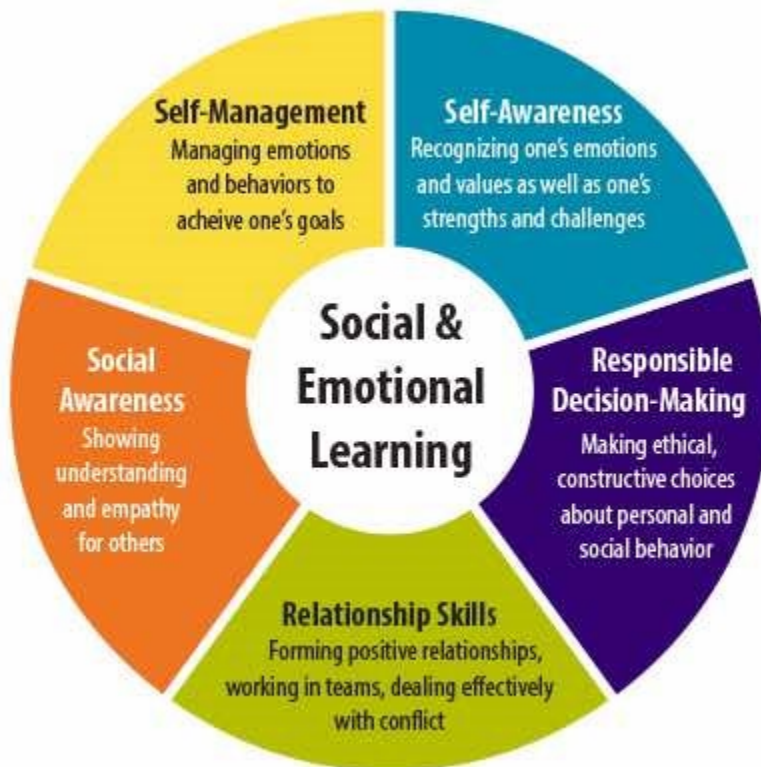 Self-Management
Managing emotions
and behaviors to
acheive one's goals
Self-Awareness
Recognizing one's emotions
and values as well as one's
strengths and challenges
Social &
Emotional
Learning
Social
Awareness
Showing
understanding
and empathy
for others
Responsible
Decision-Making
Making ethical,
constructive choices
about personal and
social behavior
Relationship Skills
Forming positive relationships,
working in teams, dealing effectively
with conflict